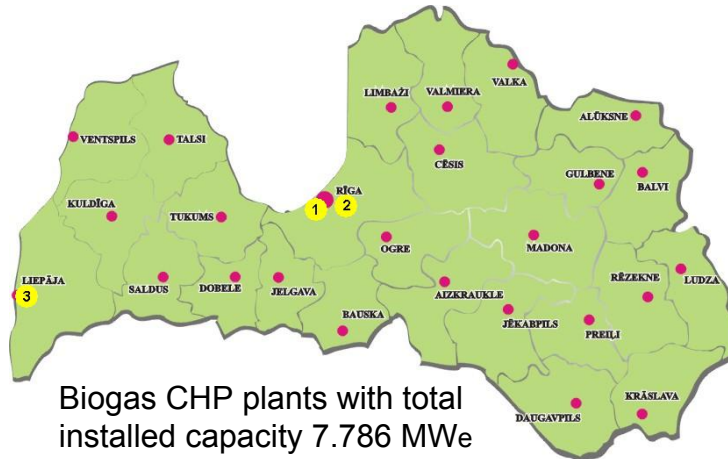 VALKA
LIMBAŽI
VALMIERA
ALŪKSNE
VENTSPILS
TALSI
CĒSIS
GULBENE
BALVI
RĪGA
KULDĪGA
TUKUMS
1
2
OGRE
MADONA
LIEPĀJA
3
SALDUS
DOBELE
JELGAVA
AIZKRAUKLE
RĒZEKNE
LUDZA
BAUSKA
JĒKABPILS
PREIĻI
Biogas CHP plants with total
installed capacity 7.786 MWe
DAUGAVPILS
KRĀSLAVA